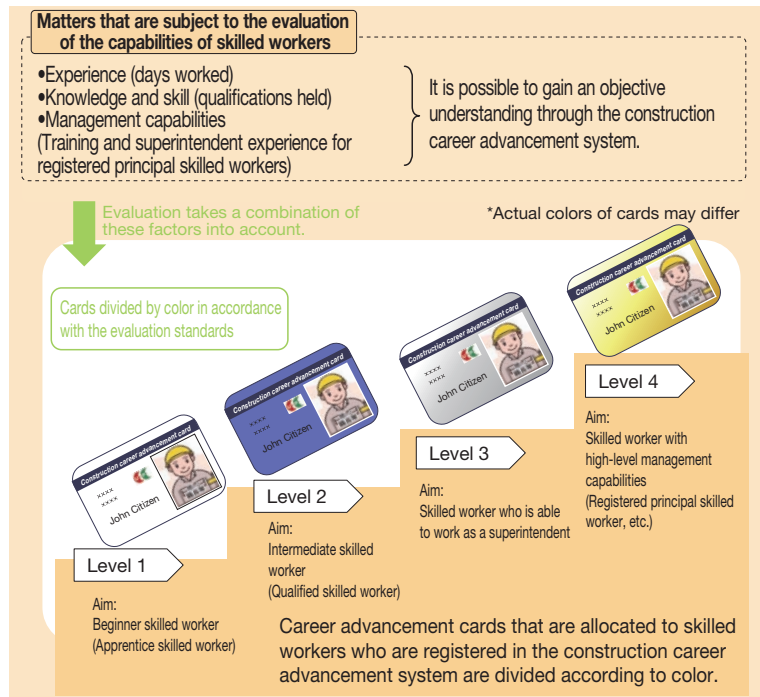 Matters that are subject to the evaluation
of the capabilities of skilled workers
•Experience (days worked)
•Knowledge and skill (qualifications held)
•Management capabilities
(Training and superintendent experience for
registered principal skilled workers)
It is possible to gain an objective
understanding through the construction
career advancement system.
Evaluation takes a combination of
these factors into account.
*Actual colors of cards may differ
Cards divided by color in accordance
with the evaluation standards
Construction career advancement card
xxxx
xxxx
John Citizen
Level 1
Aim:
Beginner skilled worker
(Apprentice skilled worker)
Construction career advancement card
xxxx
xxxx
John Citizen
Level 2
Aim:
Intermediate skilled
worker
(Qualified skilled worker)
Construction career advancement card
xxxx
xxxx
John Citizen
Level 3
Aim:
Skilled worker who is able
to work as a superintendent
Construction career advancement card
xxxx
xxxx
John Citizen
Level 4
Aim:
Skilled worker with
high-level management
capabilities
(Registered principal skilled
worker, etc.)
Career advancement cards that are allocated to skilled
workers who are registered in the construction career
advancement system are divided according to color.